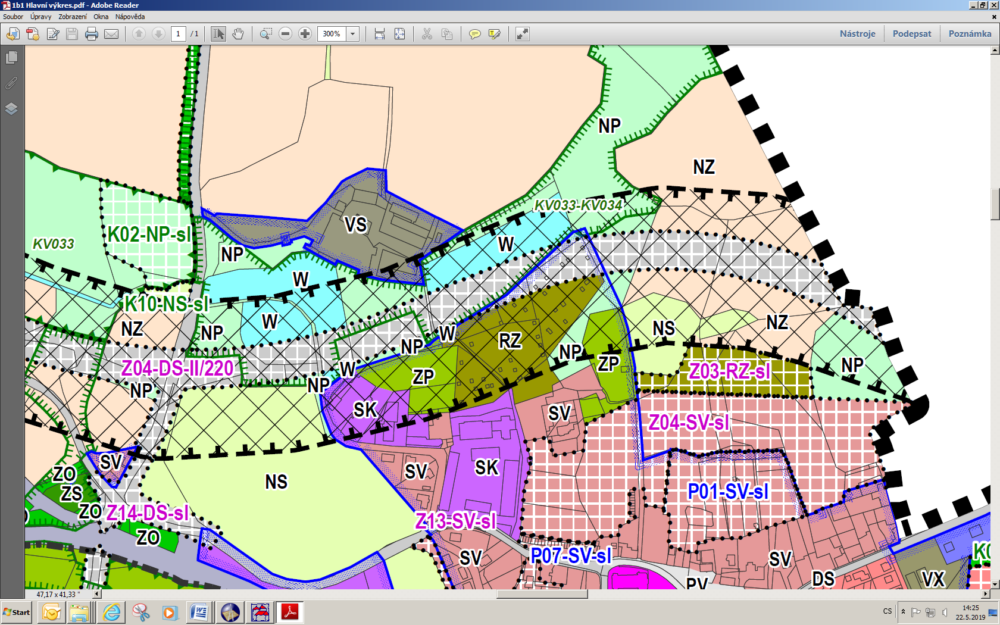 1b1 Hlavní výkres.pdf - Adobe Reader
Soubor Úpravy Zobrazení Okna Nápověda
1 / 1 300% Nástroje Podepsat Poznámka
NP
NZ
KV033-KV034
VS
K02-NP-sl
KV033
W
NP
W
K10-NS-sl
W
NZ
NP
NS
NZ
W
RZ
NP
NP
ZP
NP
Z04-DS-II/220
W
ZP
Z03-RZ-sl
NP
NP
SK
SV
Z04-SV-sl
SV
ZO
SV
SK
NS
ZS
P01-SV-sl
ZO
Z14-DS-sl
Z13-SV-sl
ZO
SV
P07-SV-sl
SV
DS
VX
PV
47,17 x 41,33 "
Start
CS
14:25
22.5.2019